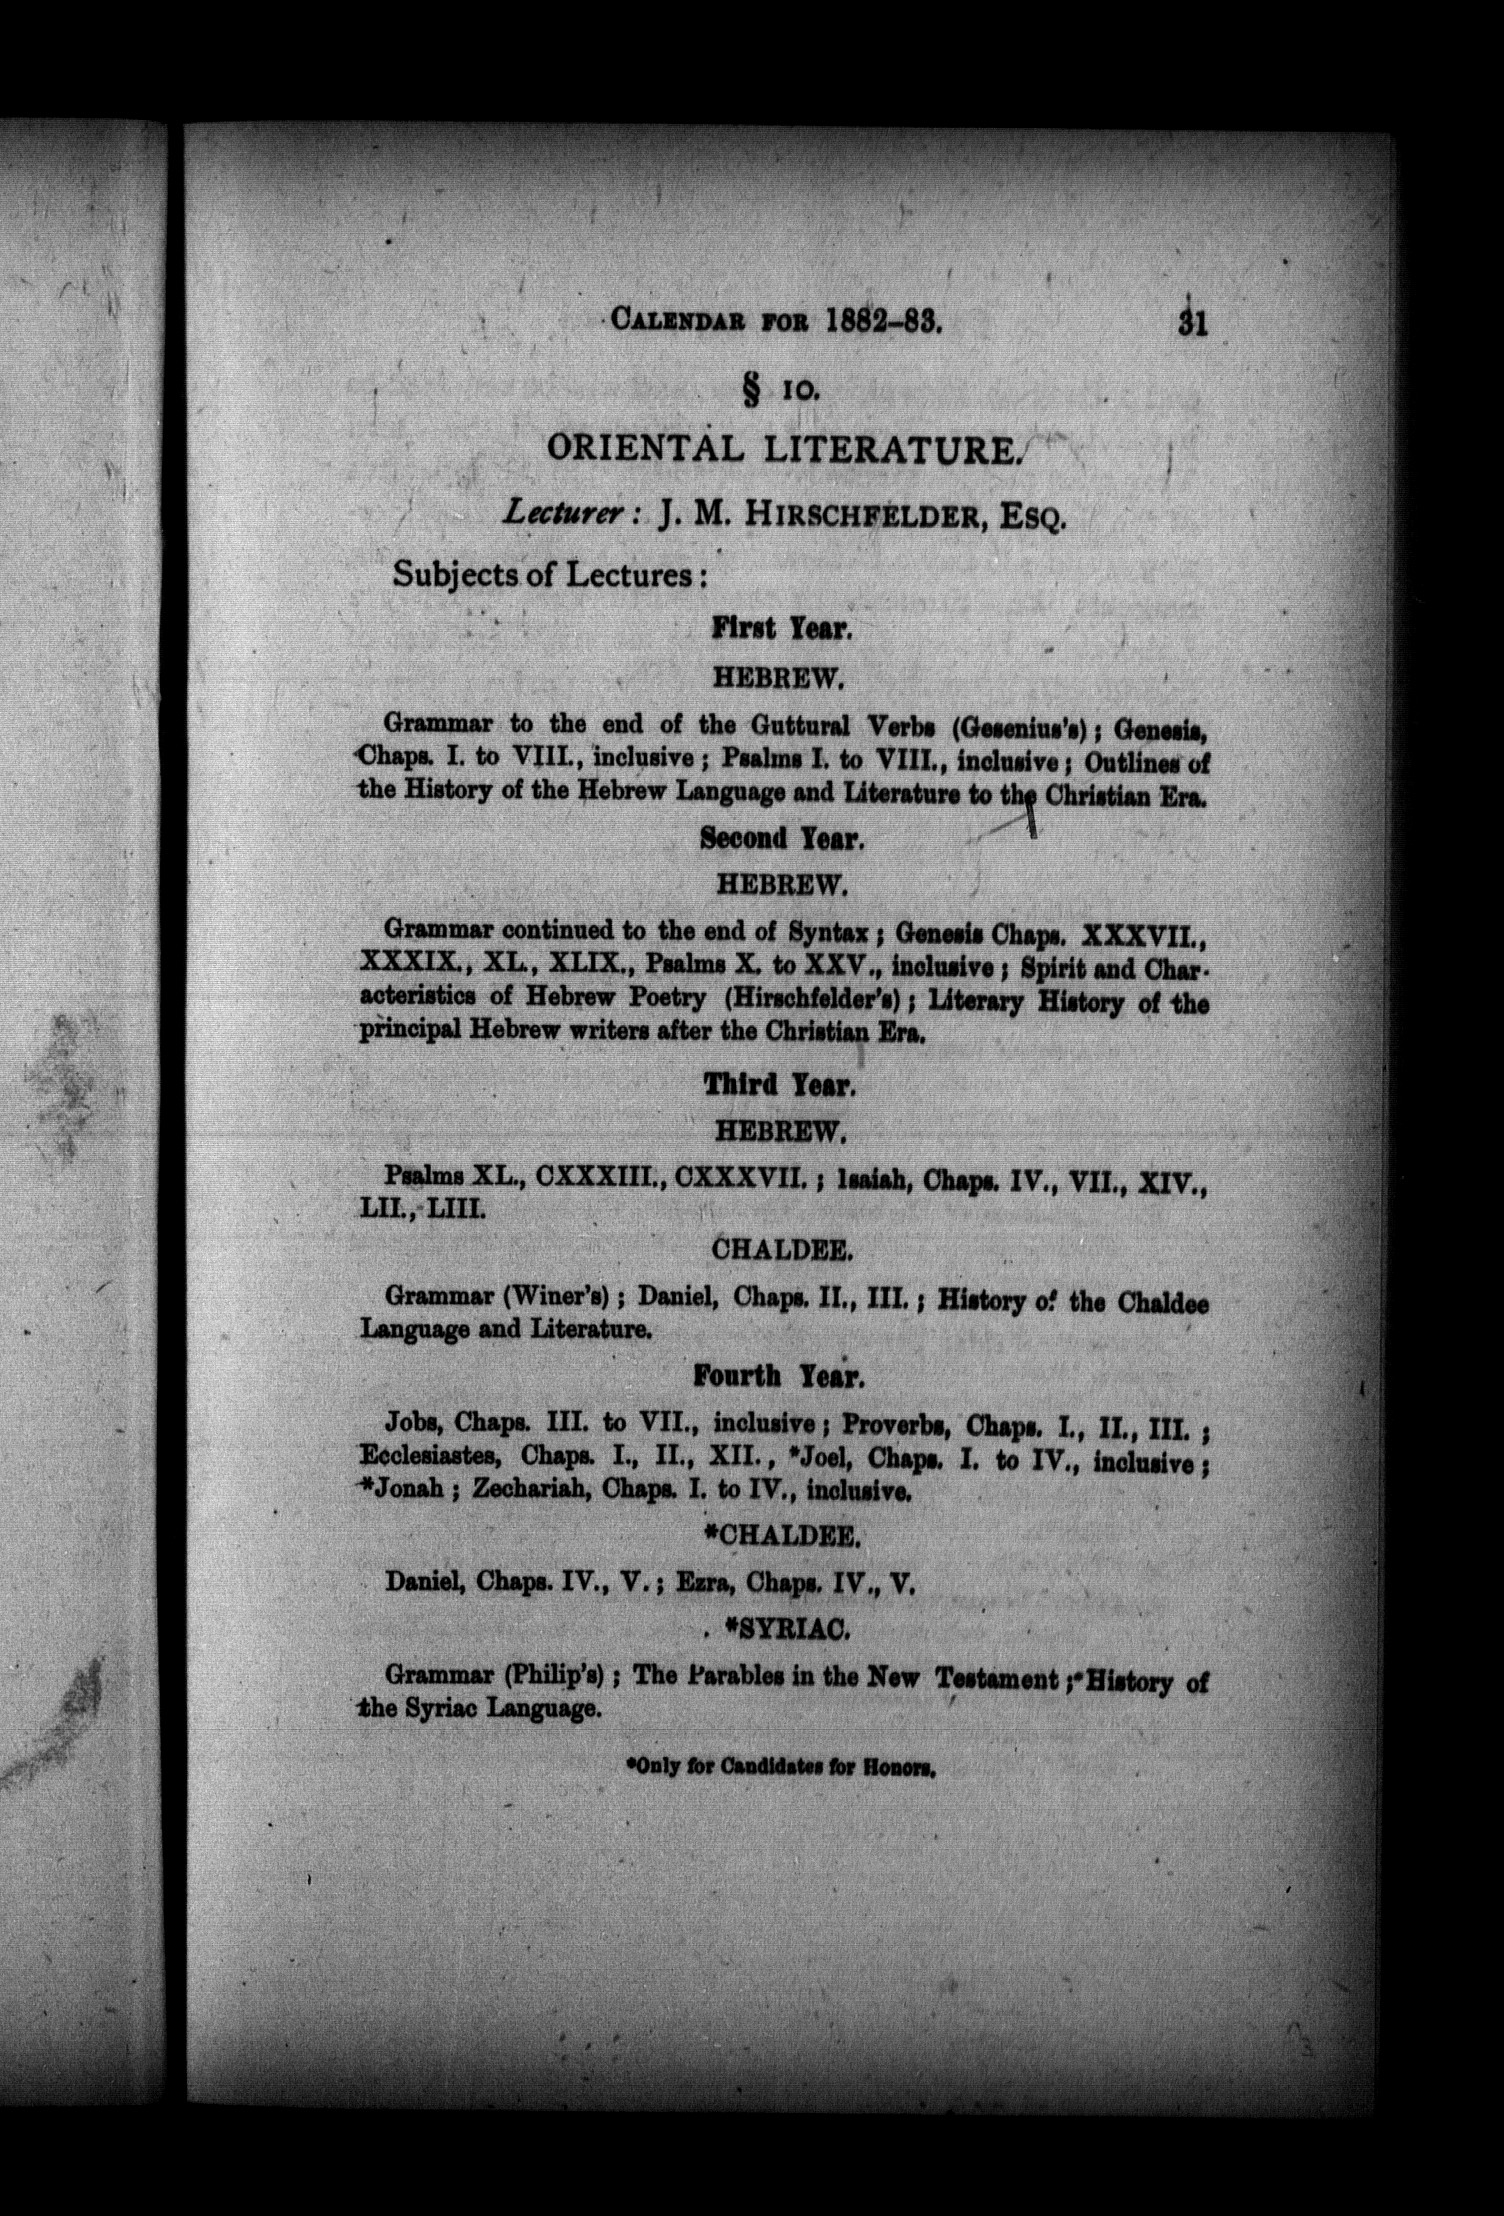 CALENDAR FOR 1882–83. 31
§ 10.
ORIENTAL LITERATURE.
Lecturer: J. M. HIRSCHFELDER, ESQ.
Subjects of Lectures:
First Year.
HEBREW.
Grammar to the end of the Guttural Verbs (Gesenius's); Genesis,
Chaps. I. to VIII., inclusive; Psalms I. to VIII., inclusive; Outlines of
the History of the Hebrew Language and Literature to the Christian Era.
Second Year.
HEBREW.
Grammar continued to the end of Syntax; Genesis Chaps. XXXVII.,
XXXIX., XL., XLIX., Psalms X. to XXV., inclusive; Spirit and Char-
acteristics of Hebrew Poetry (Hirschfelder's); Literary History of the
principal Hebrew writers after the Christian Era.
Third Year.
HEBREW.
Psalms XL., CXXXIII., CXXXVII.; Isaiah, Chaps. IV., VII., XIV.,
LII., LIII.
CHALDEE.
Grammar (Winer's); Daniel, Chaps. II., III.; History of the Chaldee
Language and Literature.
Fourth Year.
Jobs, Chaps. III. to VII., inclusive; Proverbs, Chaps. I., II., III.;
Ecclesiastes, Chaps. I., II., XII., *Joel, Chaps. I. to IV., inclusive;
*Jonah; Zechariah, Chaps. I. to IV., inclusive.
*CHALDEE.
Daniel, Chaps. IV., V.; Ezra, Chaps. IV., V.
*SYRIAC.
Grammar (Philip's); The Parables in the New Testament; History of
the Syriac Language.
*Only for Candidates for Honors.